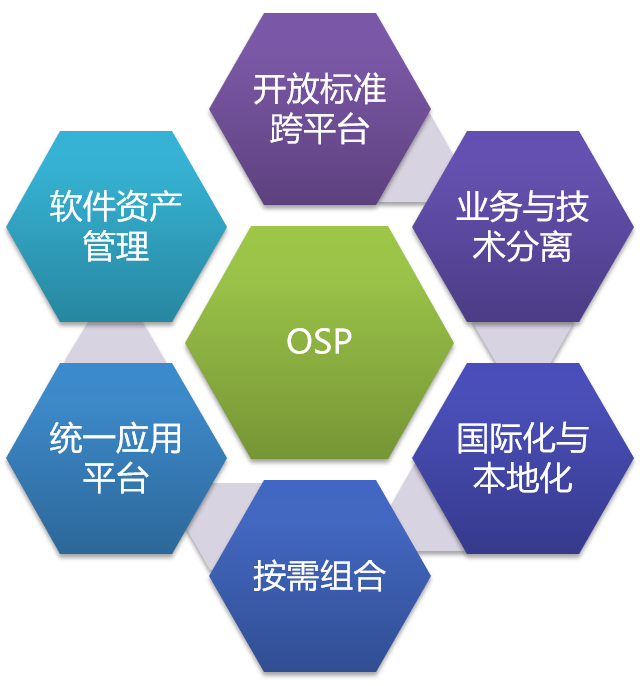 开放标准
跨平台
业务与技
术分离
国际化与
本地化
按需组合
统一应用
平台
软件资产
管理
OSP